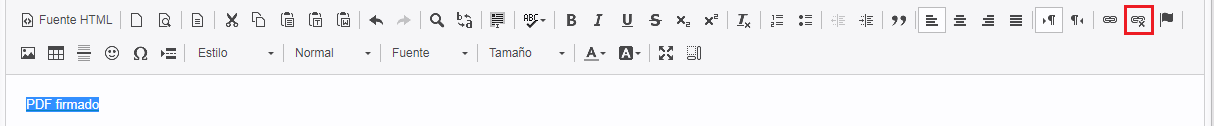 Fuente HTML
Estilo Normal Fuente Tamaño
PDF firmado